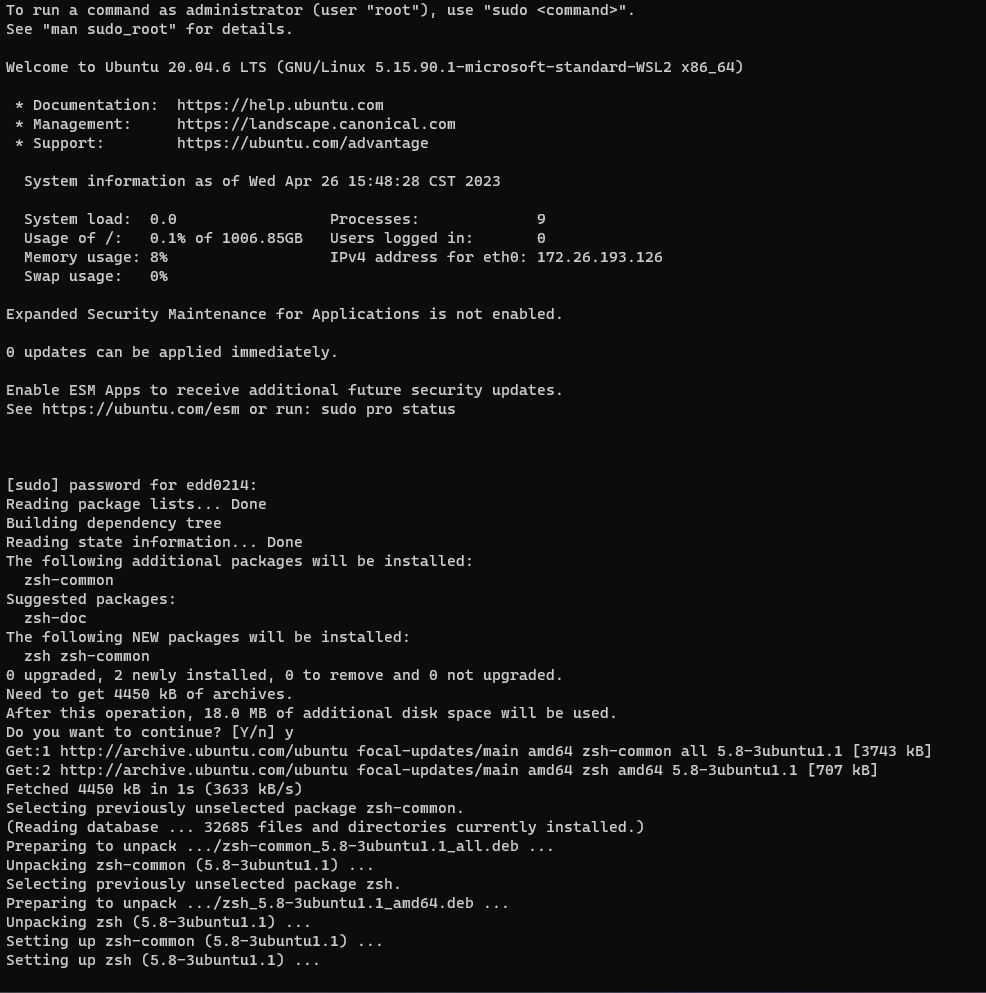 To run a command as administrator (user "root"), use "sudo <command>".
See "man sudo_root" for details.
Welcome to Ubuntu 20.04.6 LTS (GNU/Linux 5.15.90.1-microsoft-standard-WSL2 x86_64)
* Documentation:  https://help.ubuntu.com
* Management:     https://landscape.canonical.com
* Support:        https://ubuntu.com/advantage
System information as of Wed Apr 26 15:48:28 CST 2023
System load:  0.0                 Processes:             9
Usage of /:   0.1% of 1006.85GB   Users logged in:       0
Memory usage: 8%                  IPv4 address for eth0: 172.26.193.126
Swap usage:   0%
Expanded Security Maintenance for Applications is not enabled.
0 updates can be applied immediately.
Enable ESM Apps to receive additional future security updates.
See https://ubuntu.com/esm or run: sudo pro status
[sudo] password for edd0214:
Reading package lists... Done
Building dependency tree
Reading state information... Done
The following additional packages will be installed:
zsh-common
Suggested packages:
zsh-doc
The following NEW packages will be installed:
zsh zsh-common
0 upgraded, 2 newly installed, 0 to remove and 0 not upgraded.
Need to get 4450 kB of archives.
After this operation, 18.0 MB of additional disk space will be used.
Do you want to continue? [Y/n] y
Get:1 http://archive.ubuntu.com/ubuntu focal-updates/main amd64 zsh-common all 5.8-3ubuntu1.1 [3743 kB]
Get:2 http://archive.ubuntu.com/ubuntu focal-updates/main amd64 zsh amd64 5.8-3ubuntu1.1 [707 kB]
Fetched 4450 kB in 1s (3633 kB/s)
Selecting previously unselected package zsh-common.
(Reading database ... 32685 files and directories currently installed.)
Preparing to unpack .../zsh-common_5.8-3ubuntu1.1_all.deb ...
Unpacking zsh-common (5.8-3ubuntu1.1) ...
Selecting previously unselected package zsh.
Preparing to unpack .../zsh_5.8-3ubuntu1.1_amd64.deb ...
Unpacking zsh (5.8-3ubuntu1.1) ...
Setting up zsh-common (5.8-3ubuntu1.1) ...
Setting up zsh (5.8-3ubuntu1.1) ...